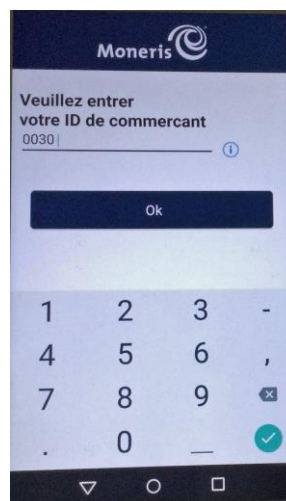 Moneris
Veuillez entrer
votre ID de commercant
0030
Ok
1 2 3 -
4 5 6 ,
7 8 9
. 0 _